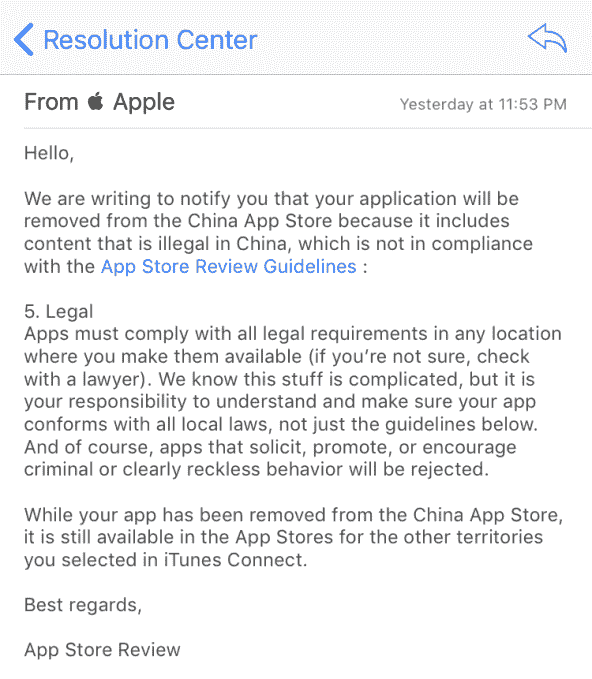 Resolution Center
From  Apple
Yesterday at 11:53 PM
Hello,
We are writing to notify you that your application will be
removed from the China App Store because it includes
content that is illegal in China, which is not in compliance
with the App Store Review Guidelines :
5. Legal
Apps must comply with all legal requirements in any location
where you make them available (if you’re not sure, check
with a lawyer). We know this stuff is complicated, but it is
your responsibility to understand and make sure your app
conforms with all local laws, not just the guidelines below.
And of course, apps that solicit, promote, or encourage
criminal or clearly reckless behavior will be rejected.
While your app has been removed from the China App Store,
it is still available in the App Stores for the other territories
you selected in iTunes Connect.
Best regards,
App Store Review